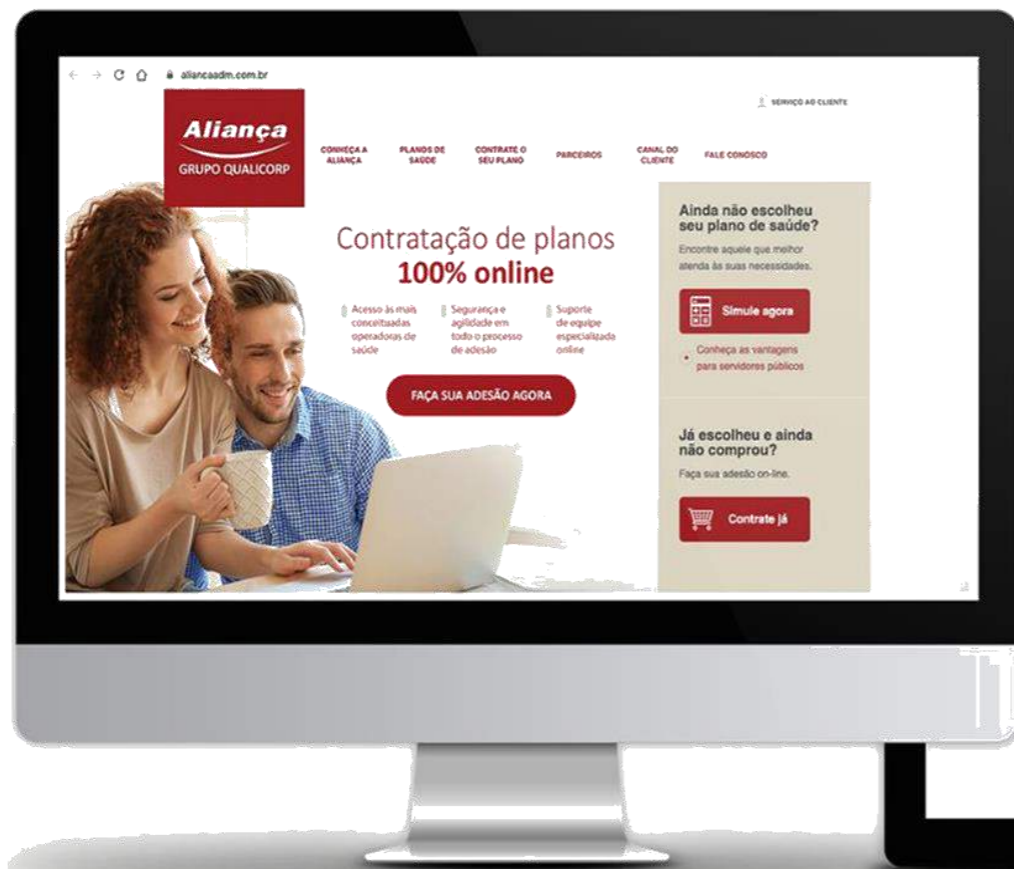 aliancaadm.com.br
SERVIÇO AO CLIENTE
Aliança
GRUPO QUALICORP
CONHEÇA A
ALIANÇA
PLANOS DE
SAÚDE
CONTRATE O
SEU PLANO
PARCEIROS
CANAL DO
CLIENTE
FALE CONOSCO
Contratação de planos
100% online
Acesso às mais
conceituadas
operadoras de
saúde
Segurança e
agilidade em
todo o processo
de adesão
Suporte
de equipe
especializada
online
FAÇA SUA ADESÃO AGORA
Ainda não escolheu
seu plano de saúde?
Encontre aquele que melhor
atenda às suas necessidades.
Simule agora
Conheça as vantagens
para servidores públicos
Já escolheu e ainda
não comprou?
Faça sua adesão on-line.
Contrate já